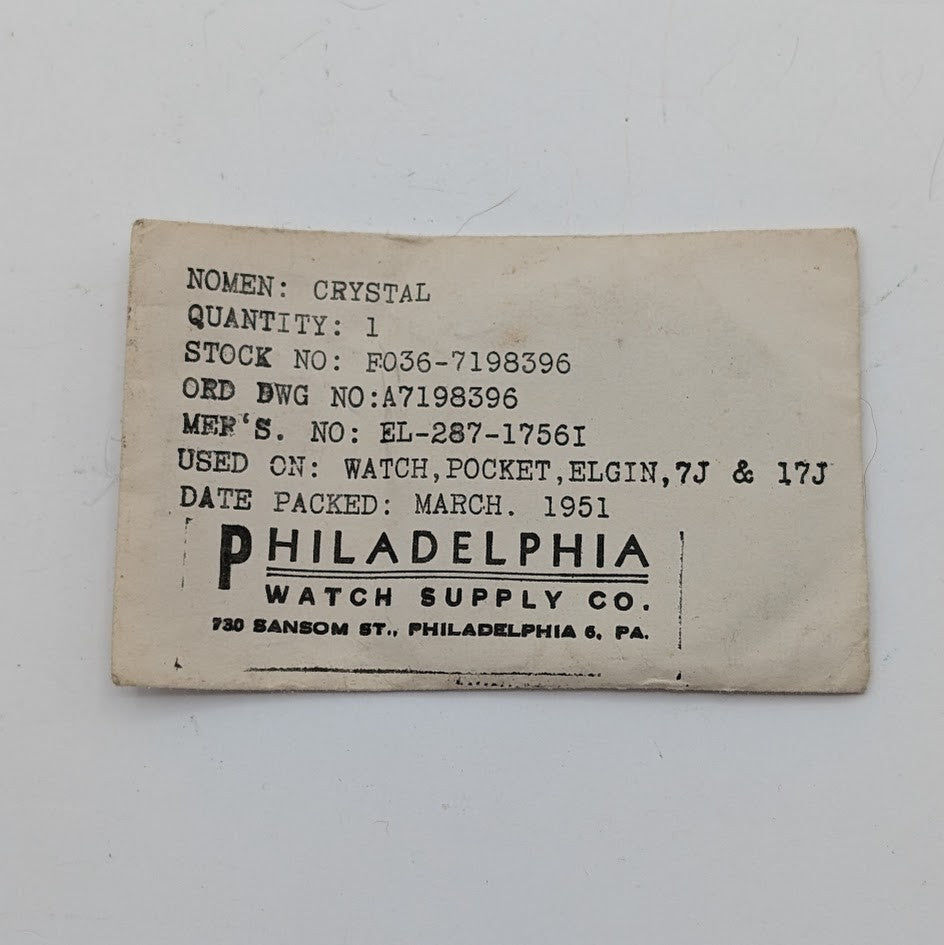 NOMEN: CRYSTAL
QUANTITY: 1
STOCK NO: F036-7198396
ORD DWG NO:A7198396
MFR'S. NO: EL-287-1756I
USED ON: WATCH,POCKET,ELGIN,7J & 17J
DATE PACKED: MARCH. 1951
PHILADELPHIA
WATCH SUPPLY CO.
730 SANSOM ST., PHILADELPHIA 6, PA.